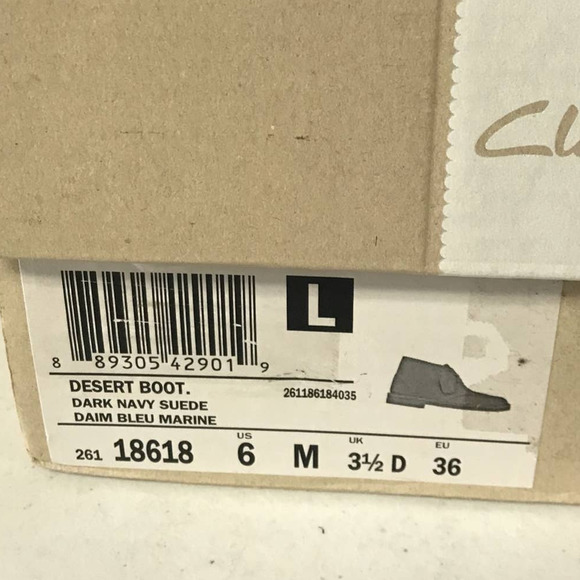 L
8 89305 42901 9
DESERT BOOT.
261186184035
DARK NAVY SUEDE
DAIM BLEU MARINE
US UK EU
261 18618 6 M 3½ D 36